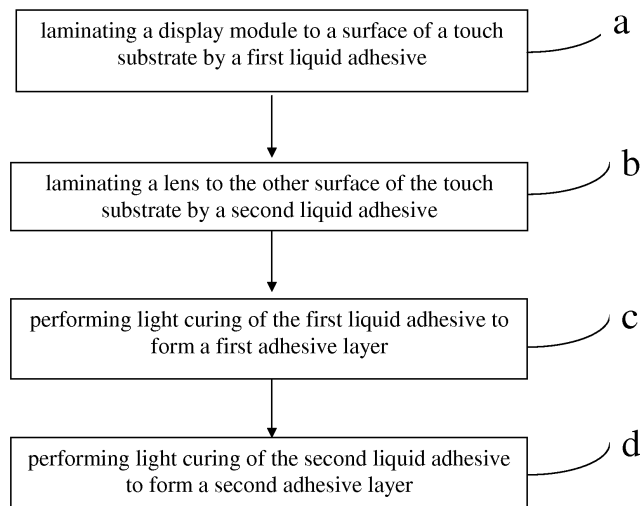 laminating a display module to a surface of a touch
substrate by a first liquid adhesive
a
laminating a lens to the other surface of the touch
substrate by a second liquid adhesive
b
performing light curing of the first liquid adhesive to
form a first adhesive layer
c
performing light curing of the second liquid adhesive
to form a second adhesive layer
d